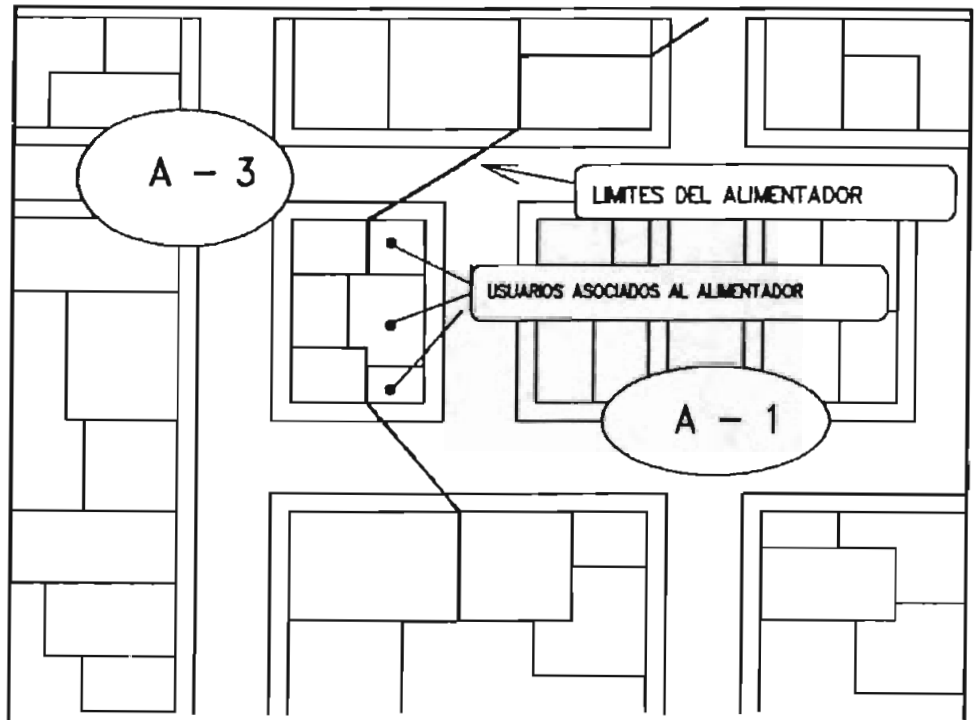 A - 3
LIMITES DEL ALIMENTADOR
USUARIOS ASOCIADOS AL ALIMENTADOR
A - 1